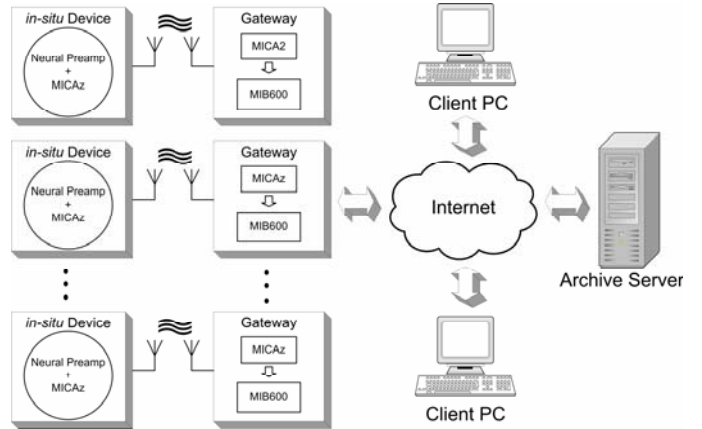 in-situ Device
Neural Preamp
+
MICAz
Gateway
MICA2
MIB600
Client PC
in-situ Device
Neural Preamp
+
MICAz
Gateway
MICAz
MIB600
Internet
Archive Server
in-situ Device
Neural Preamp
+
MICAz
Gateway
MICAz
MIB600
Client PC